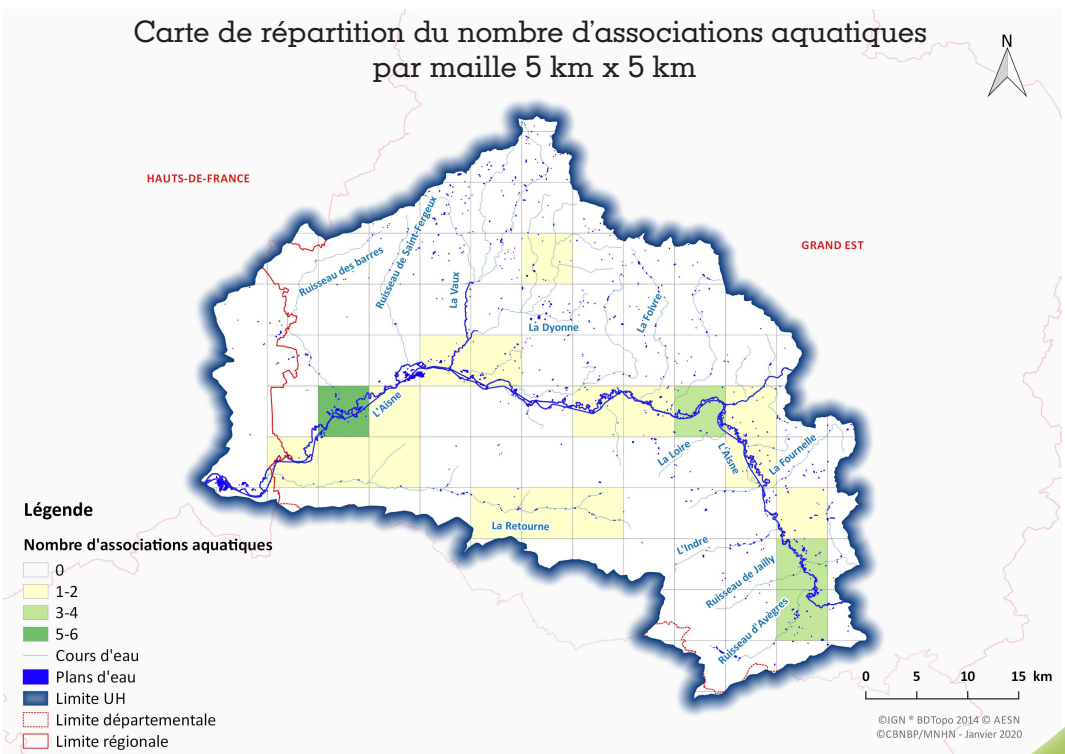 Carte de répartition du nombre d'associations aquatiques
par maille 5 km x 5 km
N
HAUTS-DE-FRANCE
GRAND EST
Ruisseau des barres
Ruisseau de Saint-Fergeux
La Vaux
La Dyonne
La Foivre
L'Aisne
La Loire
L'Aisne
La Fournelle
La Retourne
L'Indre
Ruisseau de Jailly
Ruisseau d'Avègres
Légende
Nombre d'associations aquatiques
0
1-2
3-4
5-6
Cours d'eau
Plans d'eau
Limite UH
Limite départementale
Limite régionale
0 5 10 15 km
©IGN ® BDTopo 2014 © AESN
©CBNBP/MNHN - Janvier 2020